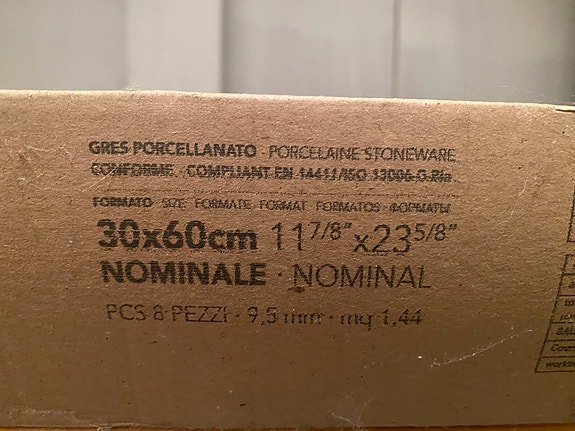 GRES PORCELLANATO · PORCELAINE STONEWARE
CONFORME · COMPLIANT EN 14411/ISO 13006-G.BIa
FORMATO SIZE FORMATE FORMAT FORMATOS ФОРМАТЫ
30x60cm 11 7/8" x 23 5/8"
NOMINALE · NOMINAL
PCS 8 PEZZI · 9,5 mm · mq 1,44